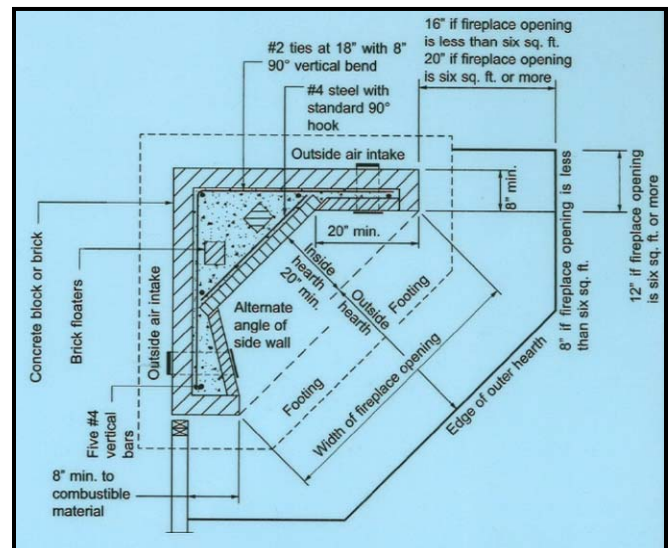 #2 ties at 18" with 8"
90° vertical bend
#4 steel with
standard 90°
hook
16" if fireplace opening
is less than six sq. ft.
20" if fireplace opening
is six sq. ft. or more
Outside air intake
8" min.
20" min.
8" if fireplace opening is less
than six sq. ft.
12" if fireplace opening
is six sq. ft. or more
Concrete block or brick
Brick floaters
Outside air intake
Inside
hearth
20" min.
Outside
hearth
Footing
Alternate
angle of
side wall
Footing
Width of fireplace opening
Edge of outer hearth
Five #4
vertical
bars
8" min. to
combustible
material